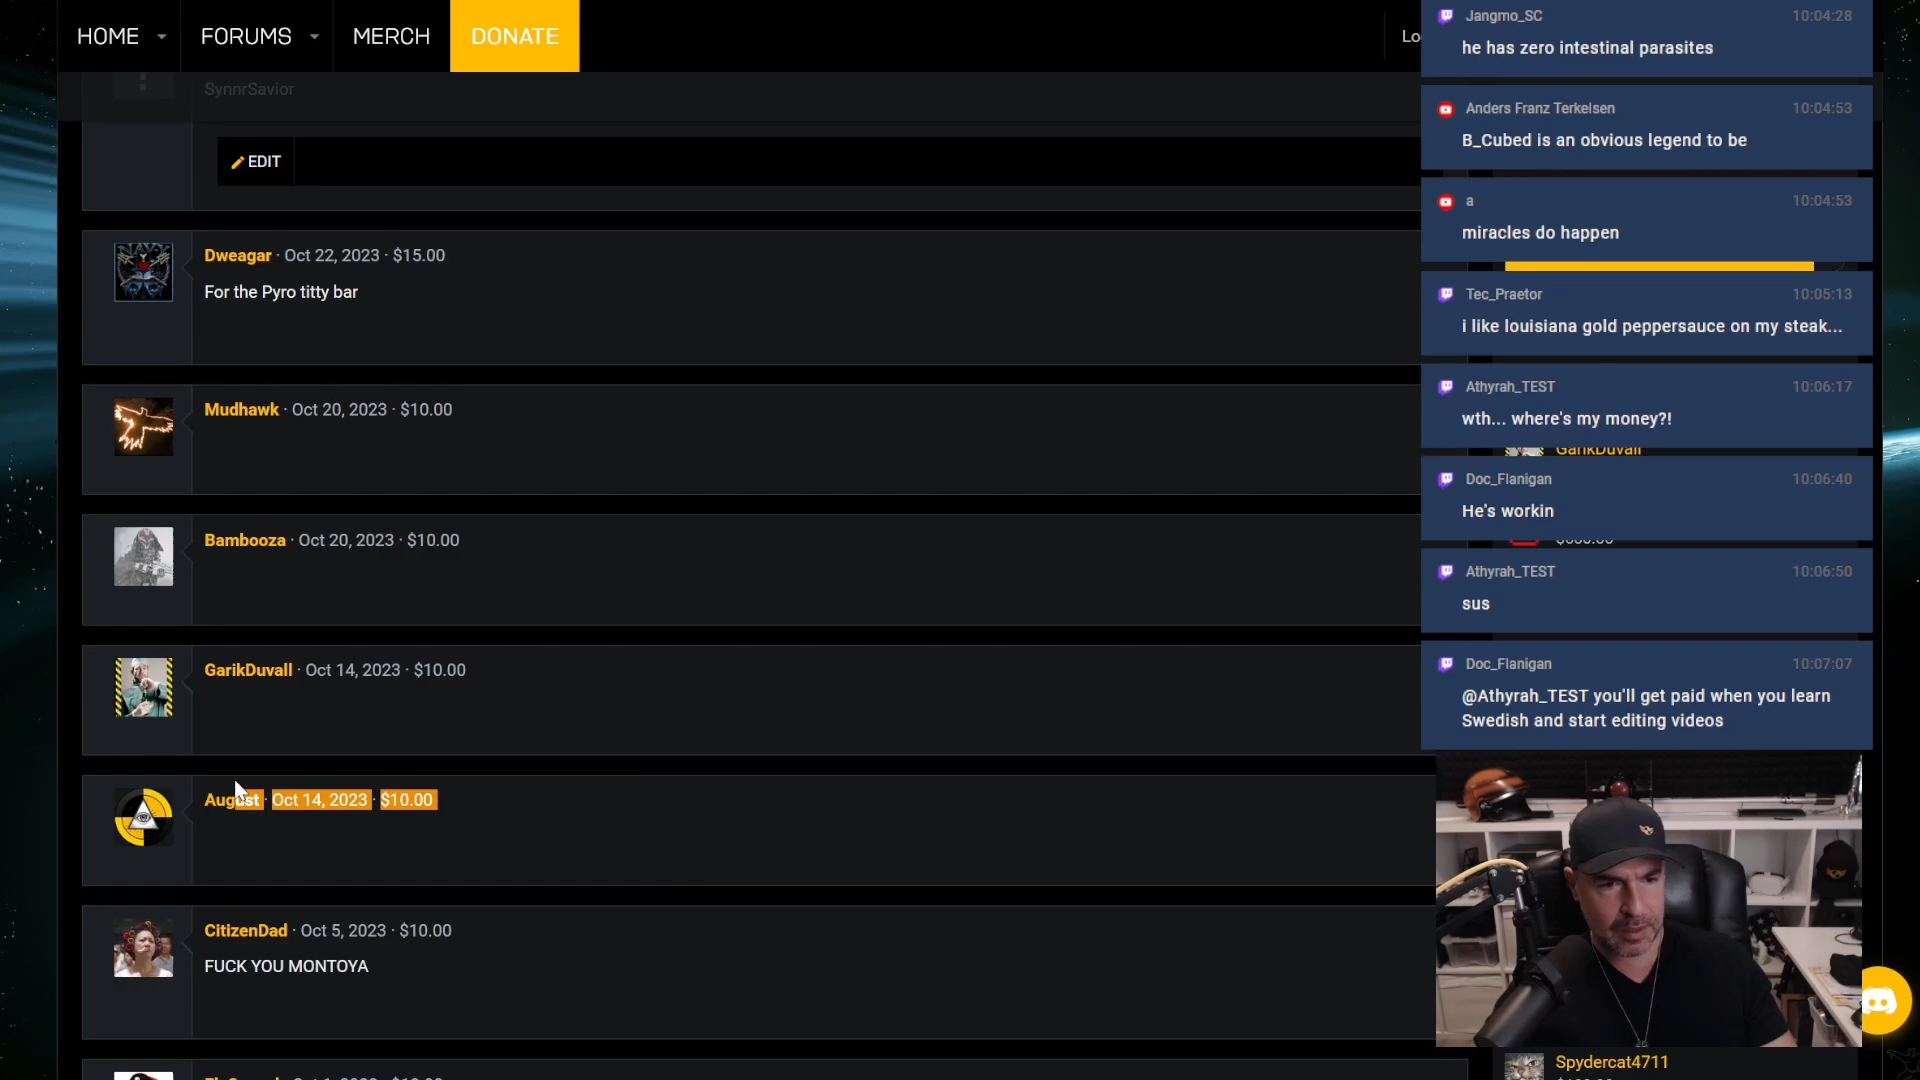 HOME FORUMS MERCH DONATE
Lo
SynnrSavior
EDIT
Dweagar · Oct 22, 2023 · $15.00
For the Pyro titty bar
Mudhawk · Oct 20, 2023 · $10.00
Bambooza · Oct 20, 2023 · $10.00
GarikDuvall · Oct 14, 2023 · $10.00
August · Oct 14, 2023 · $10.00
CitizenDad · Oct 5, 2023 · $10.00
FUCK YOU MONTOYA
Jangmo_SC 10:04:28
he has zero intestinal parasites
Anders Franz Terkelsen 10:04:53
B_Cubed is an obvious legend to be
a 10:04:53
miracles do happen
Tec_Praetor 10:05:13
i like louisiana gold peppersauce on my steak...
Athyrah_TEST 10:06:17
wth... where's my money?!
GarikDuvall
Doc_Flanigan 10:06:40
He's workin
Athyrah_TEST 10:06:50
sus
Doc_Flanigan 10:07:07
@Athyrah_TEST you'll get paid when you learn
Swedish and start editing videos
Spydercat4711